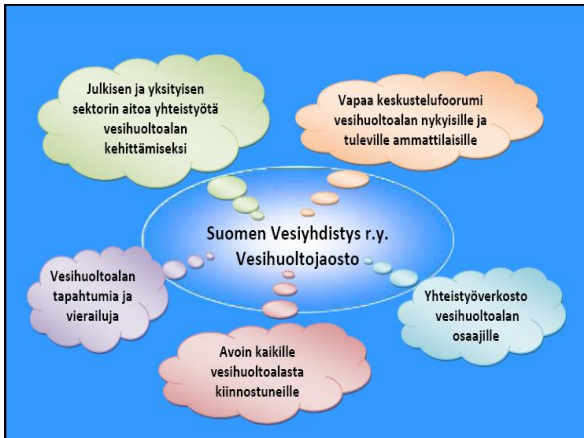 Julkisen ja yksityisen
sektorin aitoa yhteistyötä
vesihuoltoalan
kehittämiseksi
Vapaa keskustelufoorumi
vesihuoltoalan nykyisille ja
tuleville ammattilaisille
Suomen Vesiyhdistys r.y.
Vesihuoltojaosto
Vesihuoltoalan
tapahtumia ja
vierailuja
Yhteistyöverkosto
vesihuoltoalan
osaajille
Avoin kaikille
vesihuoltoalasta
kiinnostuneille